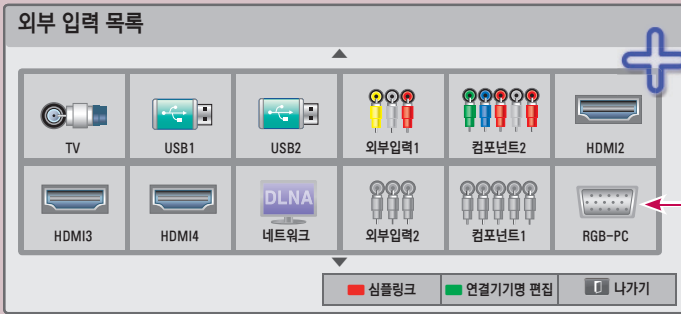 외부 입력 목록
TV USB1 USB2 외부입력1 컴포넌트2 HDMI2
DLNA
HDMI3 HDMI4 네트워크 외부입력2 컴포넌트1 RGB-PC
심플링크 연결기기명 편집 나가기